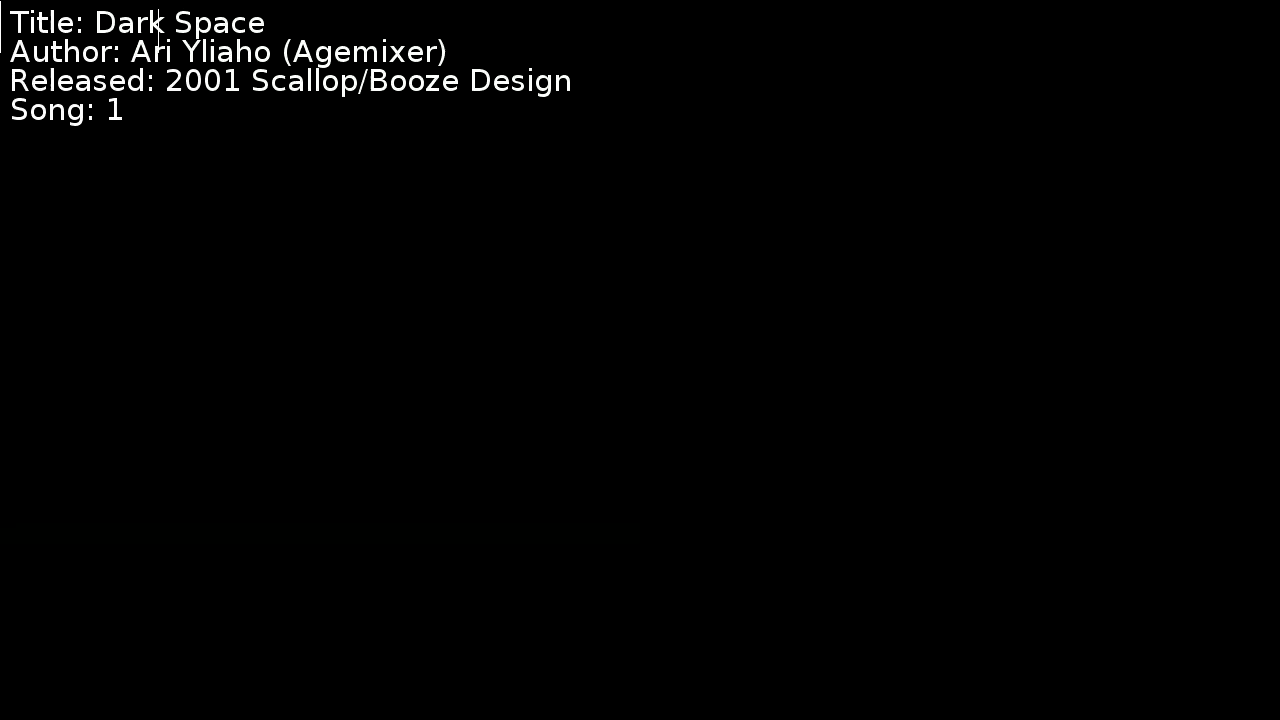 Title: Dark Space
Author: Ari Yliaho (Agemixer)
Released: 2001 Scallop/Booze Design
Song: 1